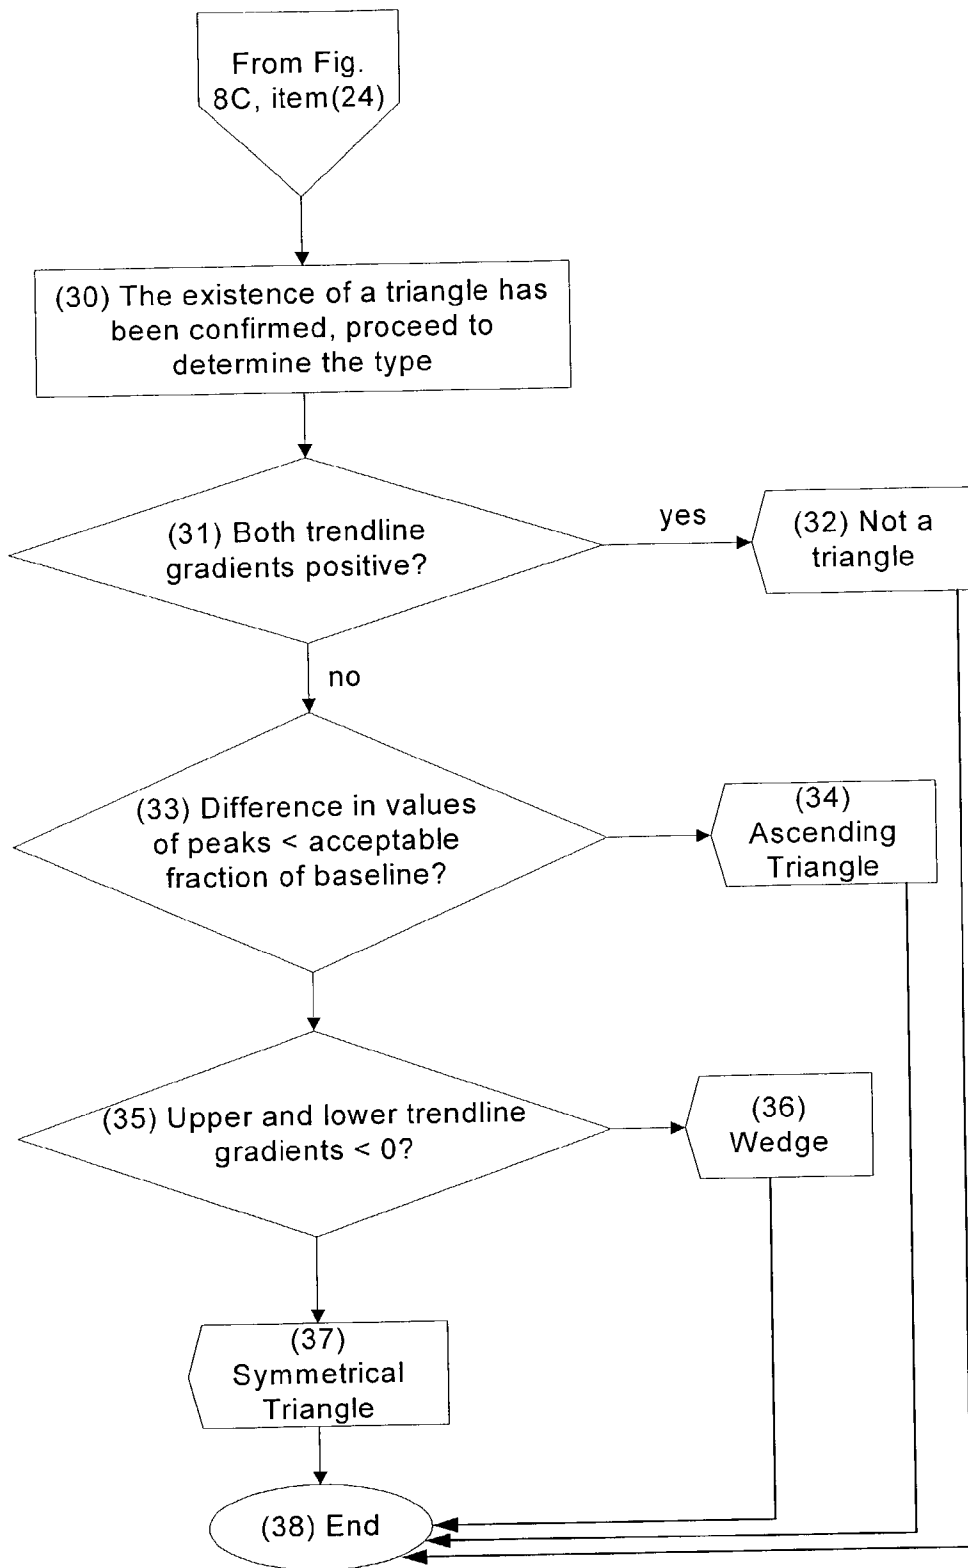 From Fig.
8C, item(24)
(30) The existence of a triangle has
been confirmed, proceed to
determine the type
(31) Both trendline
gradients positive?
yes
(32) Not a
triangle
no
(33) Difference in values
of peaks < acceptable
fraction of baseline?
(34)
Ascending
Triangle
(35) Upper and lower trendline
gradients < 0?
(36)
Wedge
(37)
Symmetrical
Triangle
(38) End